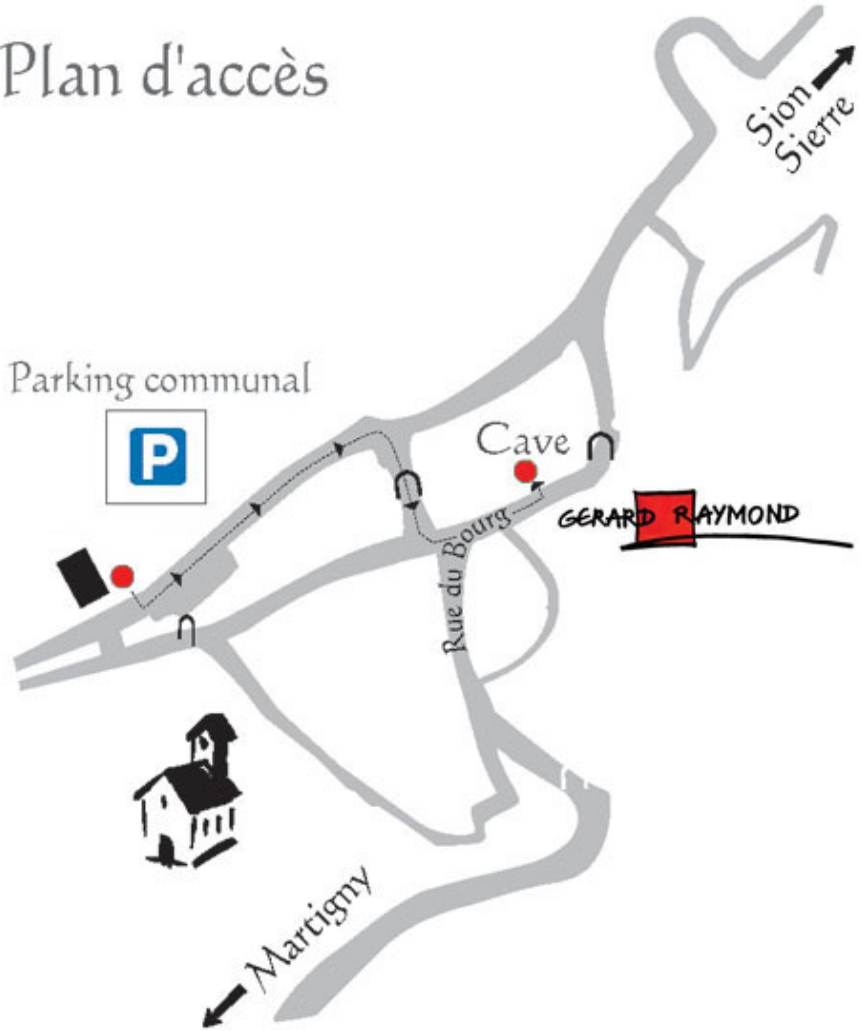 Plan d'accès
Sion
Sierre
Parking communal
P
Cave
GERARD RAYMOND
Rue du Bourg
Martigny